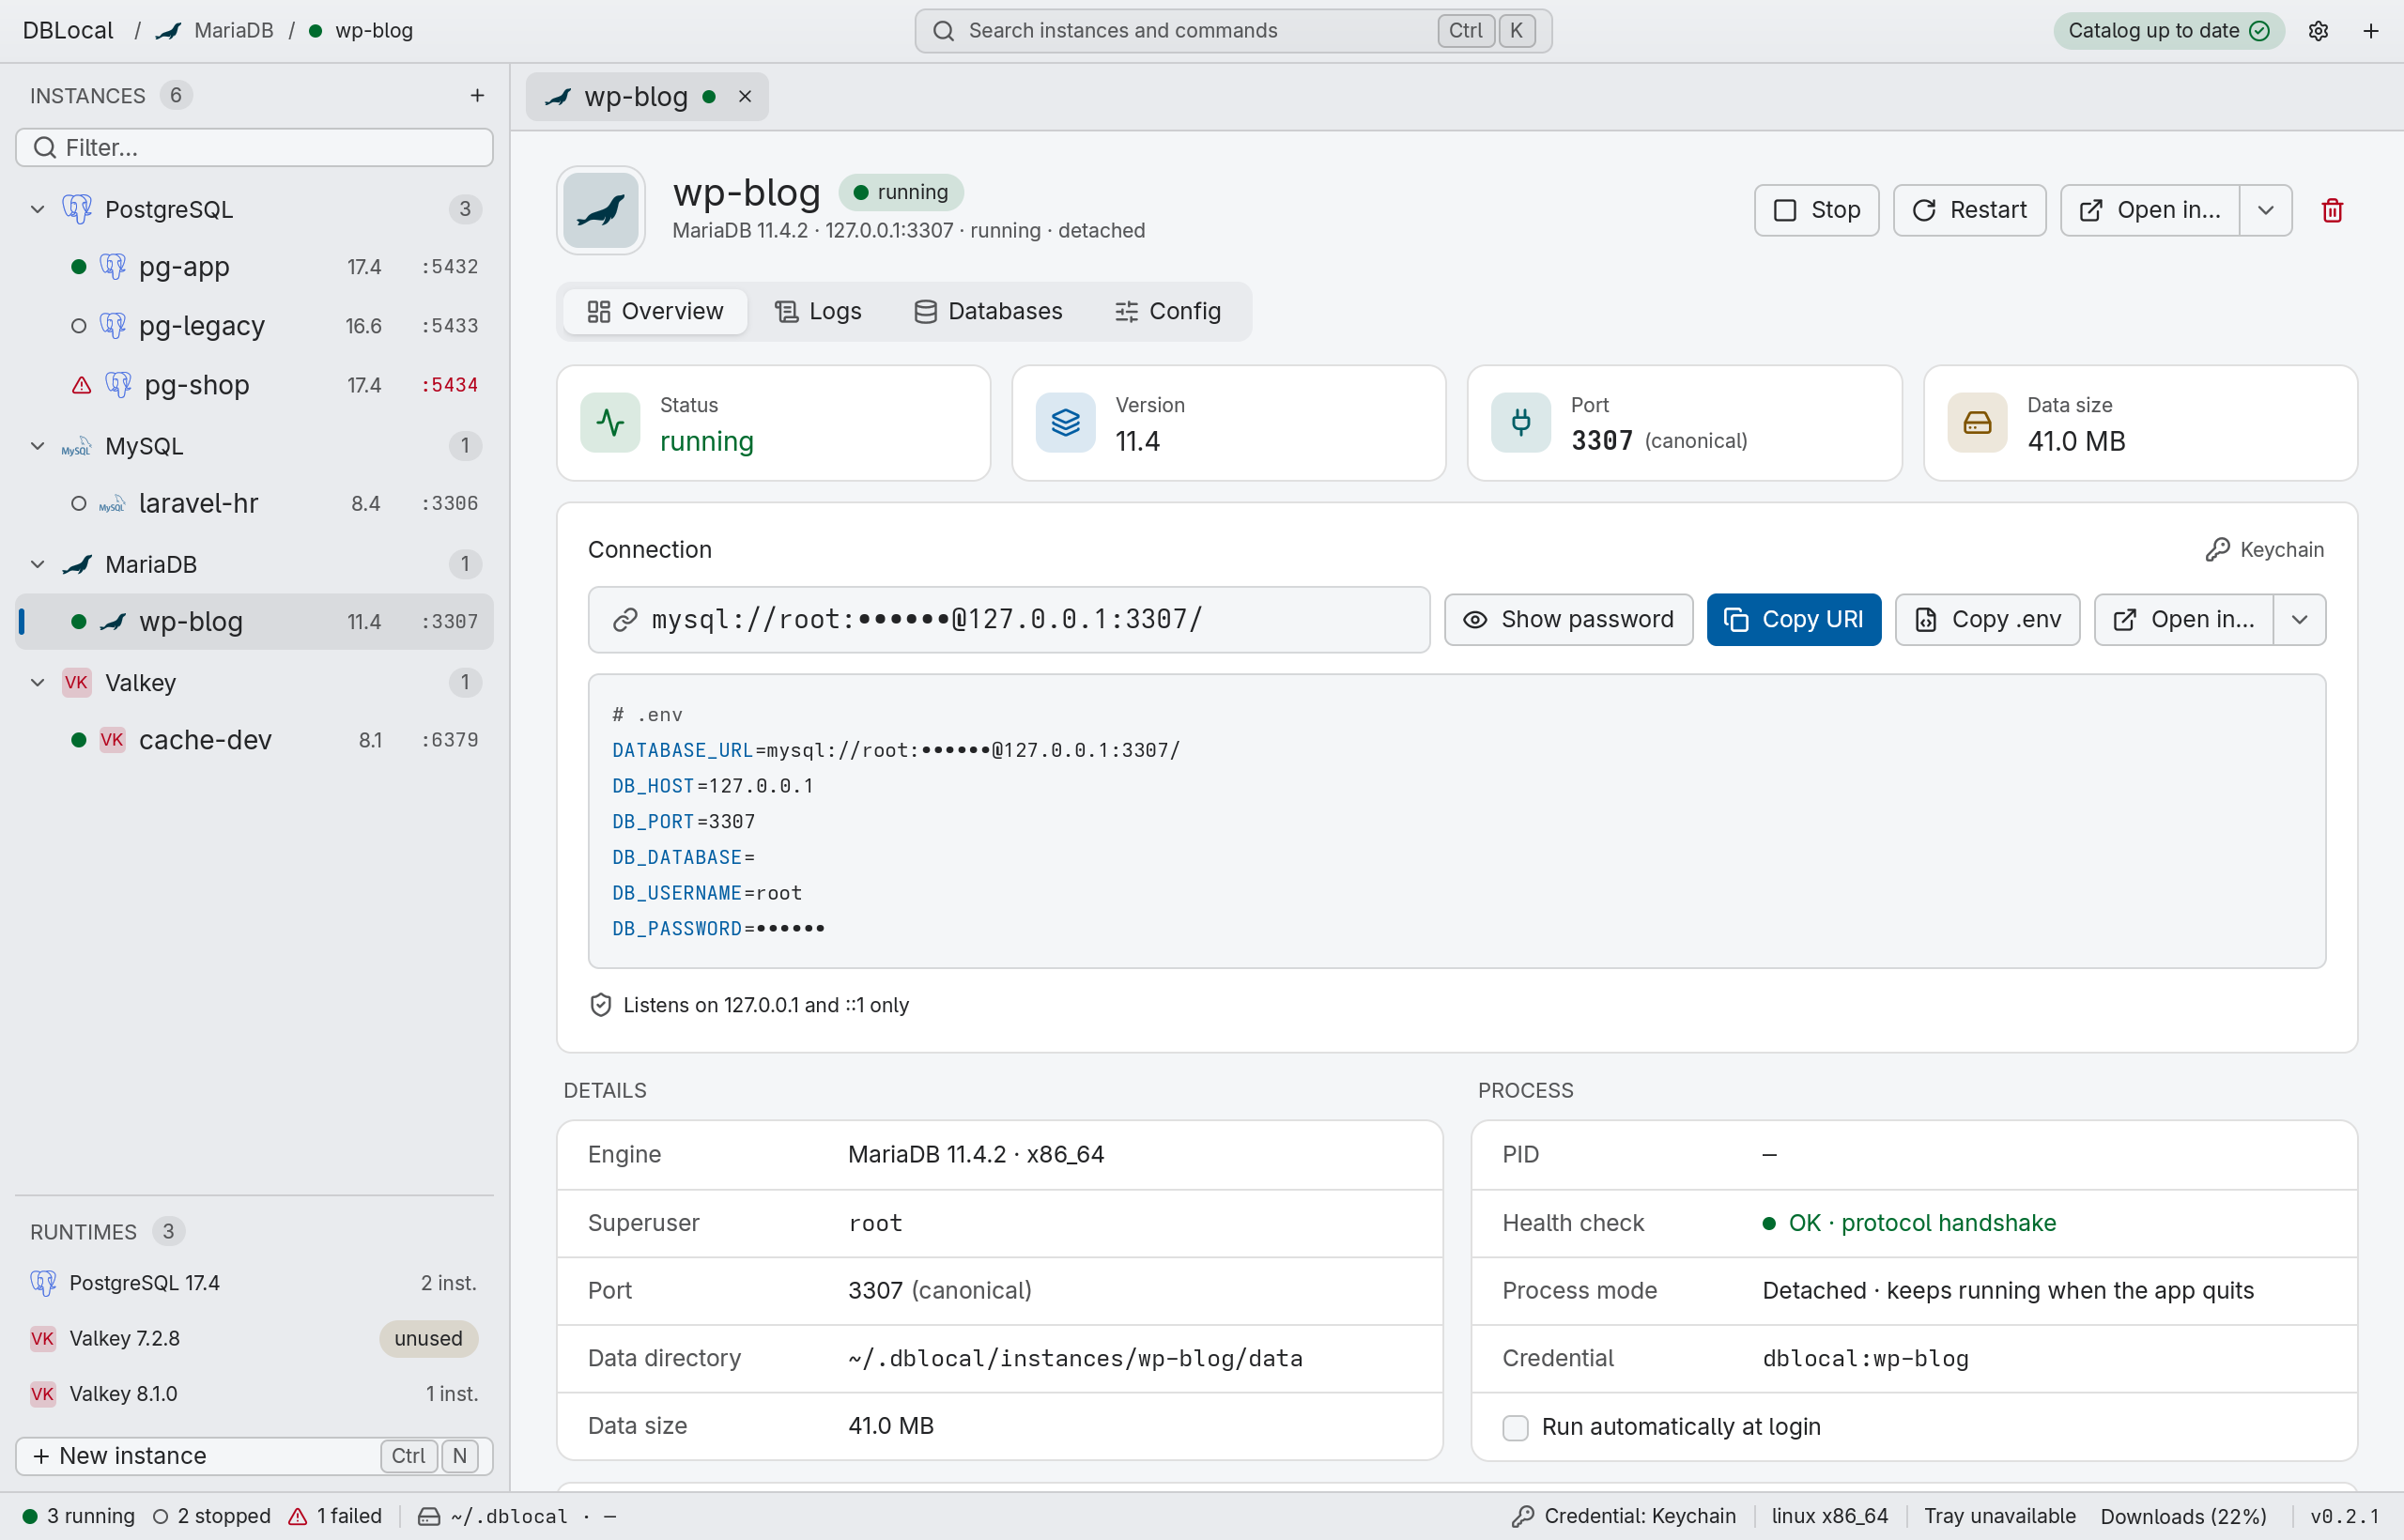 DBLocal / MariaDB / wp-blog
Search instances and commands Ctrl K
Catalog up to date
INSTANCES 6
Filter...
PostgreSQL 3
pg-app 17.4 :5432
pg-legacy 16.6 :5433
pg-shop 17.4 :5434
MySQL 1
laravel-hr 8.4 :3306
MariaDB 1
wp-blog 11.4 :3307
VK Valkey 1
VK cache-dev 8.1 :6379
RUNTIMES 3
PostgreSQL 17.4 2 inst.
VK Valkey 7.2.8 unused
VK Valkey 8.1.0 1 inst.
New instance Ctrl N
wp-blog
wp-blog running
MariaDB 11.4.2 · 127.0.0.1:3307 · running · detached
Stop Restart Open in...
Overview Logs Databases Config
Status
running
Version
11.4
Port
3307 (canonical)
Data size
41.0 MB
Connection
Keychain
mysql://root:••••••@127.0.0.1:3307/
Show password Copy URI Copy .env Open in...
# .env
DATABASE_URL=mysql://root:••••••@127.0.0.1:3307/
DB_HOST=127.0.0.1
DB_PORT=3307
DB_DATABASE=
DB_USERNAME=root
DB_PASSWORD=••••••
Listens on 127.0.0.1 and ::1 only
DETAILS
Engine MariaDB 11.4.2 · x86_64
Superuser root
Port 3307 (canonical)
Data directory ~/.dblocal/instances/wp-blog/data
Data size 41.0 MB
PROCESS
PID —
Health check OK · protocol handshake
Process mode Detached · keeps running when the app quits
Credential dblocal:wp-blog
Run automatically at login
3 running 2 stopped 1 failed ~/.dblocal · —
Credential: Keychain linux x86_64 Tray unavailable Downloads (22%) v0.2.1